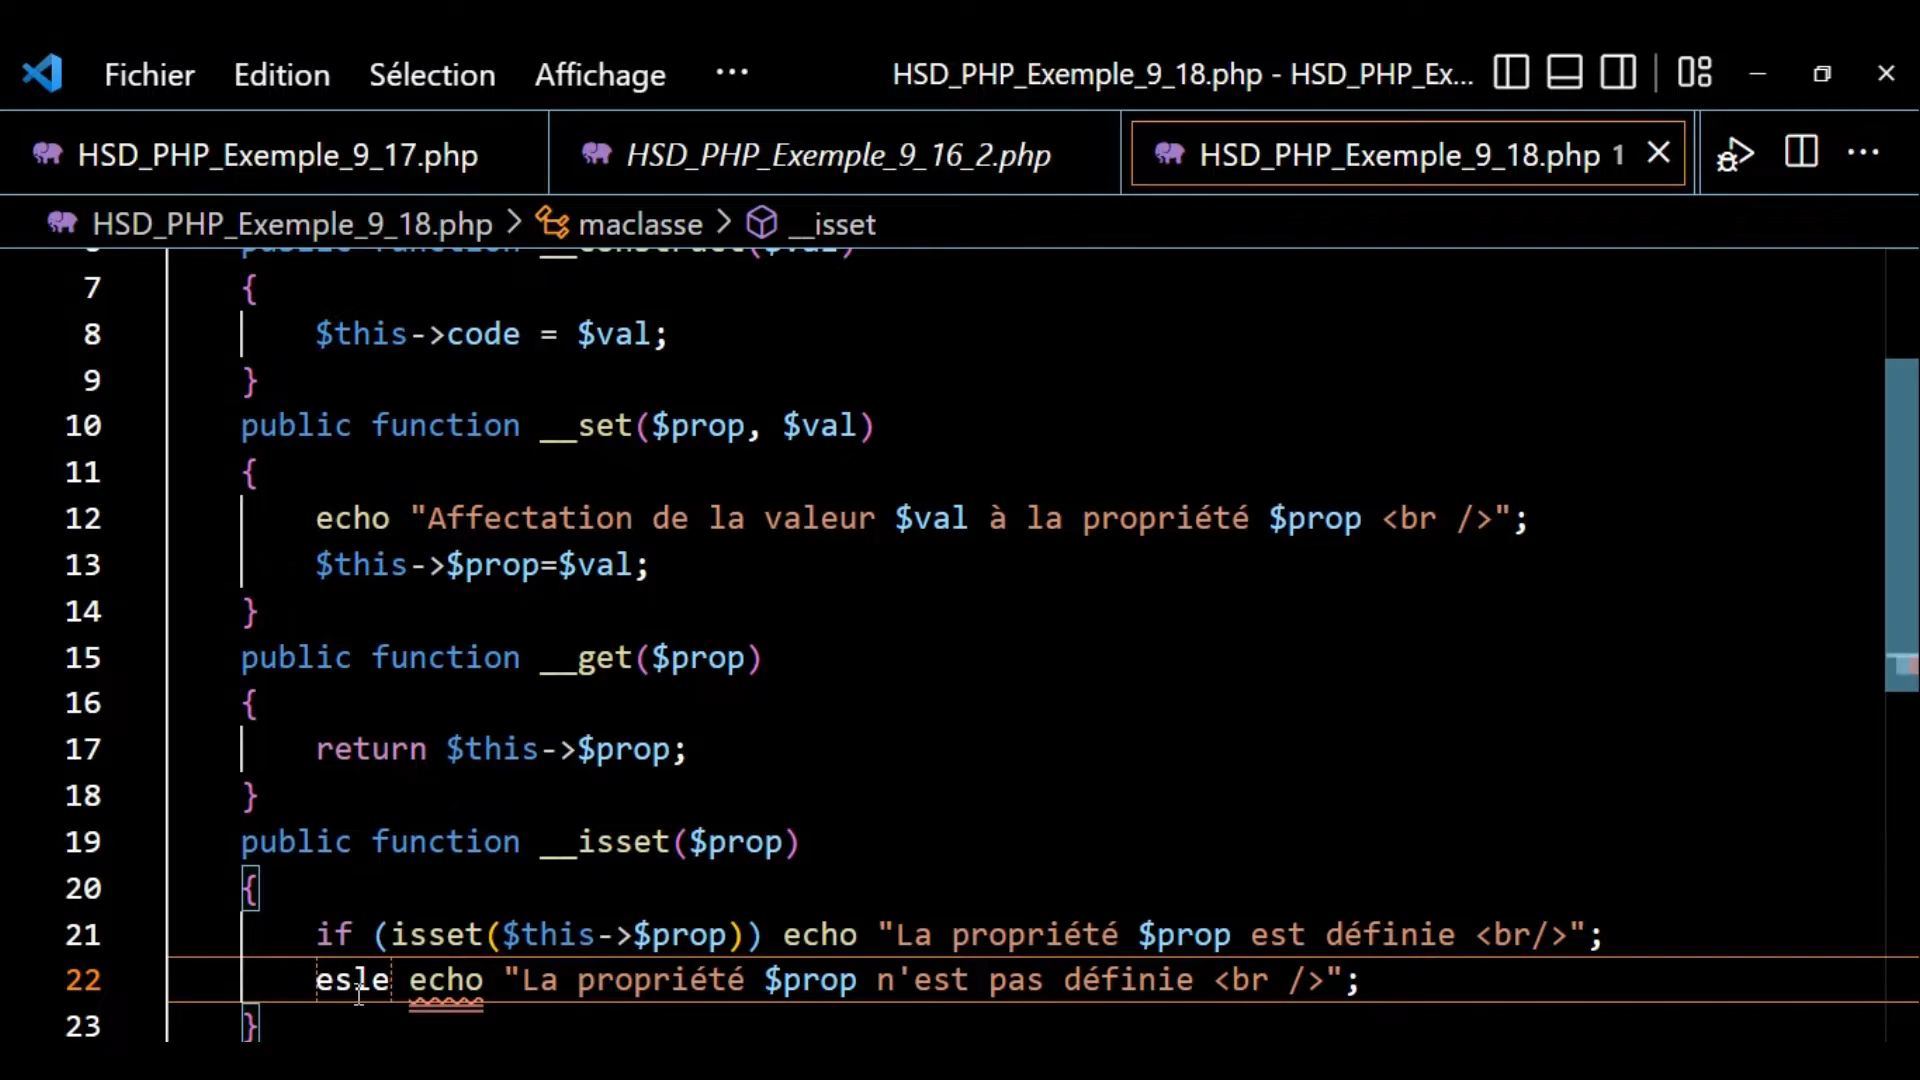 Fichier Edition Sélection Affichage ··· HSD_PHP_Exemple_9_18.php - HSD_PHP_Ex...
HSD_PHP_Exemple_9_17.php HSD_PHP_Exemple_9_16_2.php HSD_PHP_Exemple_9_18.php 1
HSD_PHP_Exemple_9_18.php > maclasse > __isset
public function __construct($val)
7 {
8 $this->code = $val;
9 }
10 public function __set($prop, $val)
11 {
12 echo "Affectation de la valeur $val à la propriété $prop <br />";
13 $this->$prop=$val;
14 }
15 public function __get($prop)
16 {
17 return $this->$prop;
18 }
19 public function __isset($prop)
20 {
21 if (isset($this->$prop)) echo "La propriété $prop est définie <br/>";
22 esle echo "La propriété $prop n'est pas définie <br />";
23 }